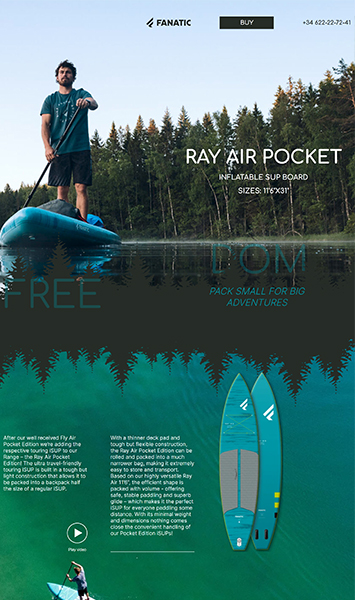 FANATIC
BUY
+34 622-22-72-41
RAY AIR POCKET
INFLATABLE SUP BOARD
SIZES: 11'6"X31"
FREE
DOM
PACK SMALL FOR BIG
ADVENTURES
After our well received Fly Air
Pocket Edition we're adding the
respective touring iSUP to our
Range – the Ray Air Pocket
Edition! The ultra travel-friendly
touring iSUP is built in a tough but
light construction that allows it to
be packed into a backpack half
the size of a regular iSUP.
With a thinner deck pad and
tough but flexible construction,
the Ray Air Pocket Edition can be
rolled and packed into a much
narrower bag, making it extremely
easy to store and transport.
Based on our highly versatile Ray
Air 11'6", the efficient shape is
packed with volume - offering
safe, stable paddling and superb
glide – which makes it the perfect
iSUP for everyone paddling some
distance. With its minimal weight
and dimensions nothing comes
close the convenient handling of
our Pocket Edition iSUPs!
Play video